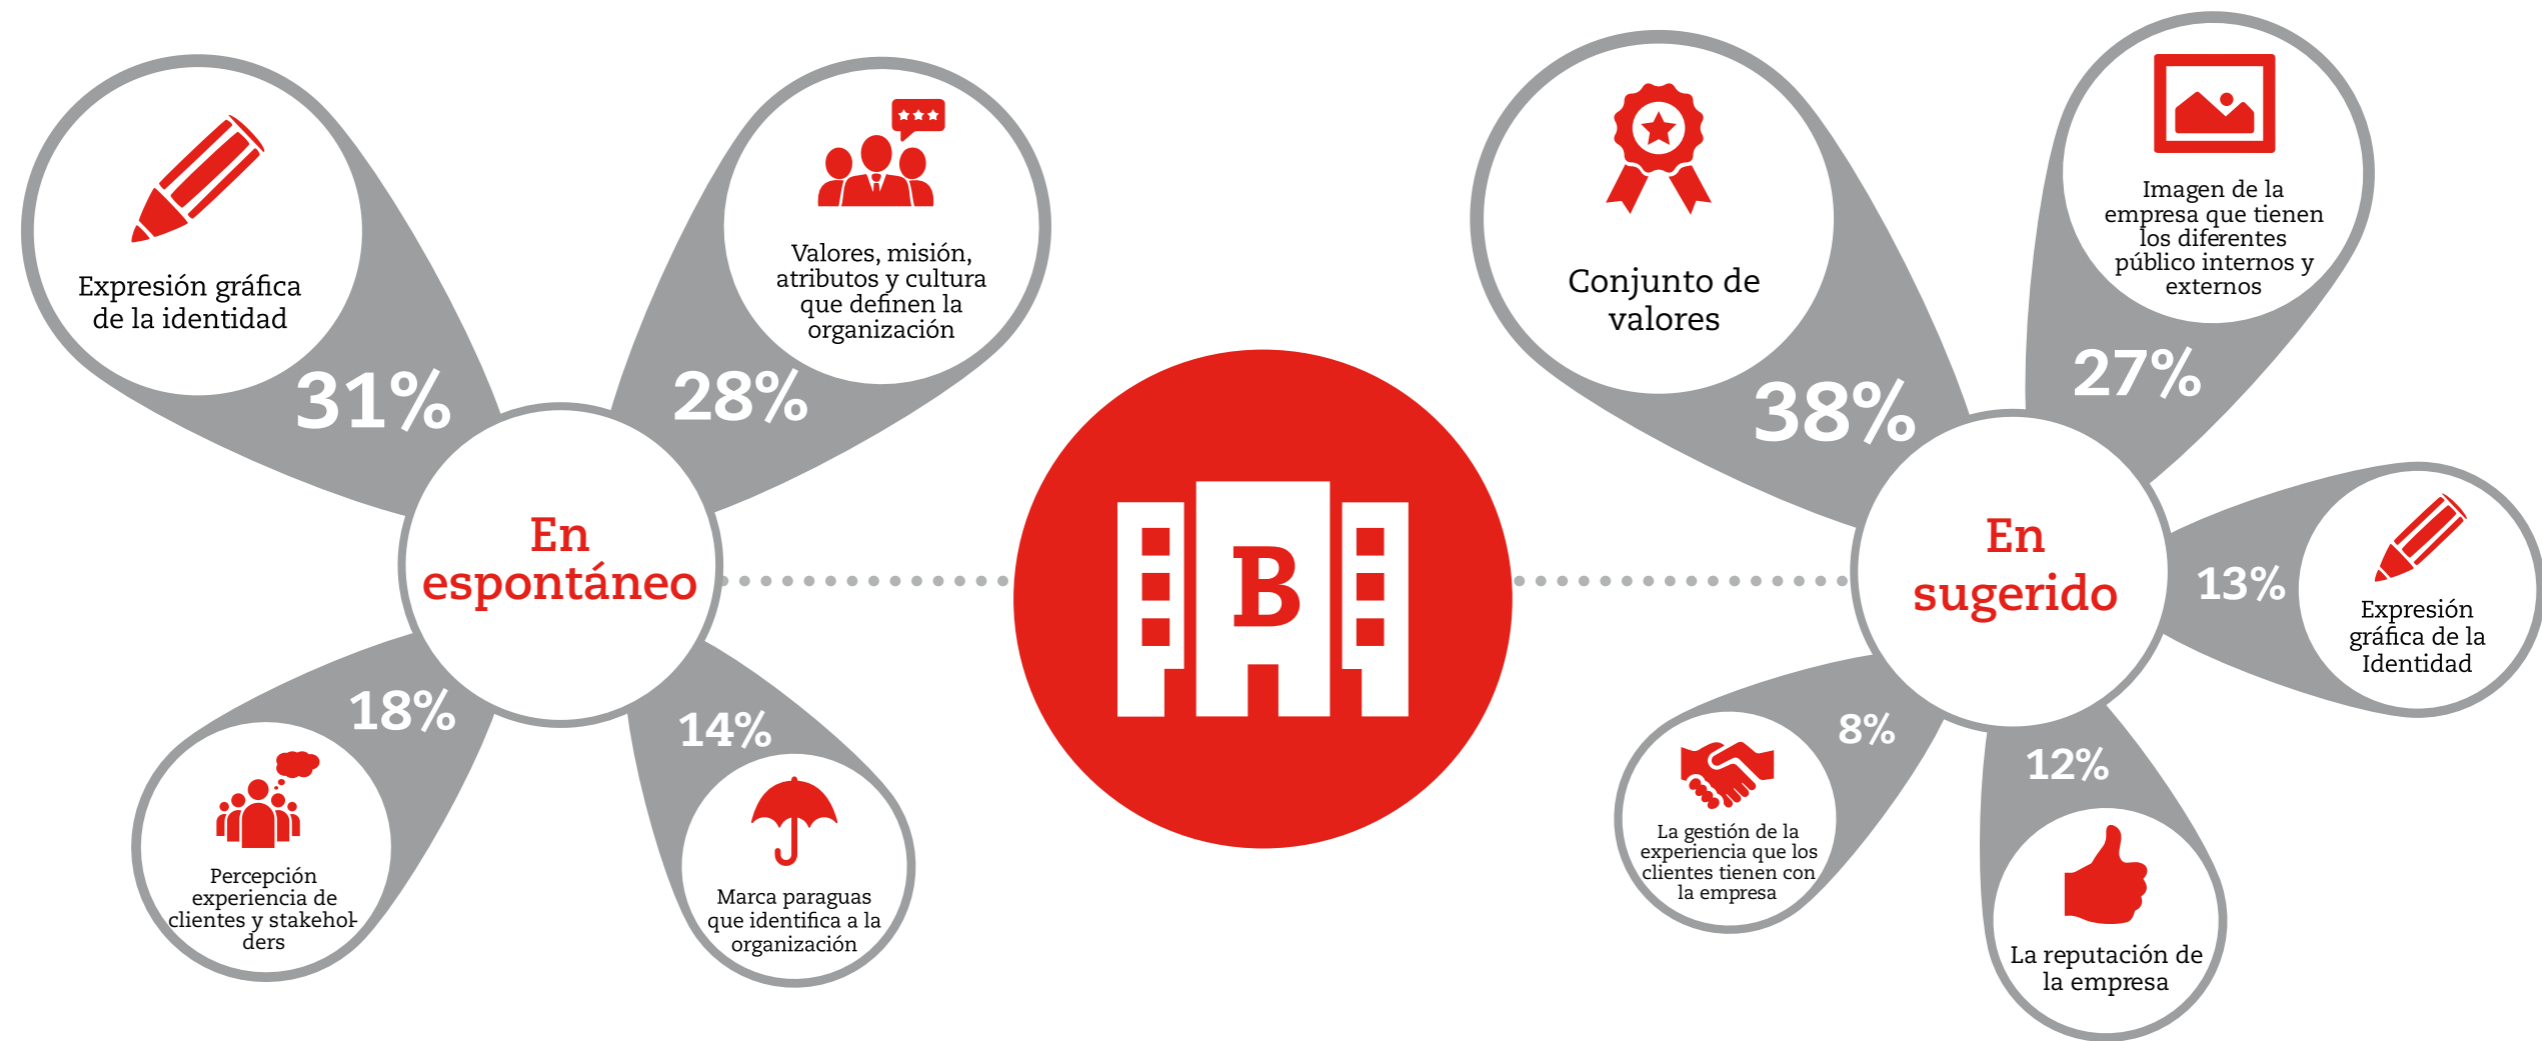 Expresión gráfica
de la identidad
31%
Valores, misión,
atributos y cultura
que definen la
organización
28%
En
espontáneo
18%
Percepción
experiencia de
clientes y stakehol-
ders
14%
Marca paraguas
que identifica a la
organización
B
Conjunto de
valores
38%
Imagen de la
empresa que tienen
los diferentes
público internos y
externos
27%
En
sugerido
13%
Expresión
gráfica de la
Identidad
8%
La gestión de la
experiencia que los
clientes tienen con
la empresa
12%
La reputación de
la empresa